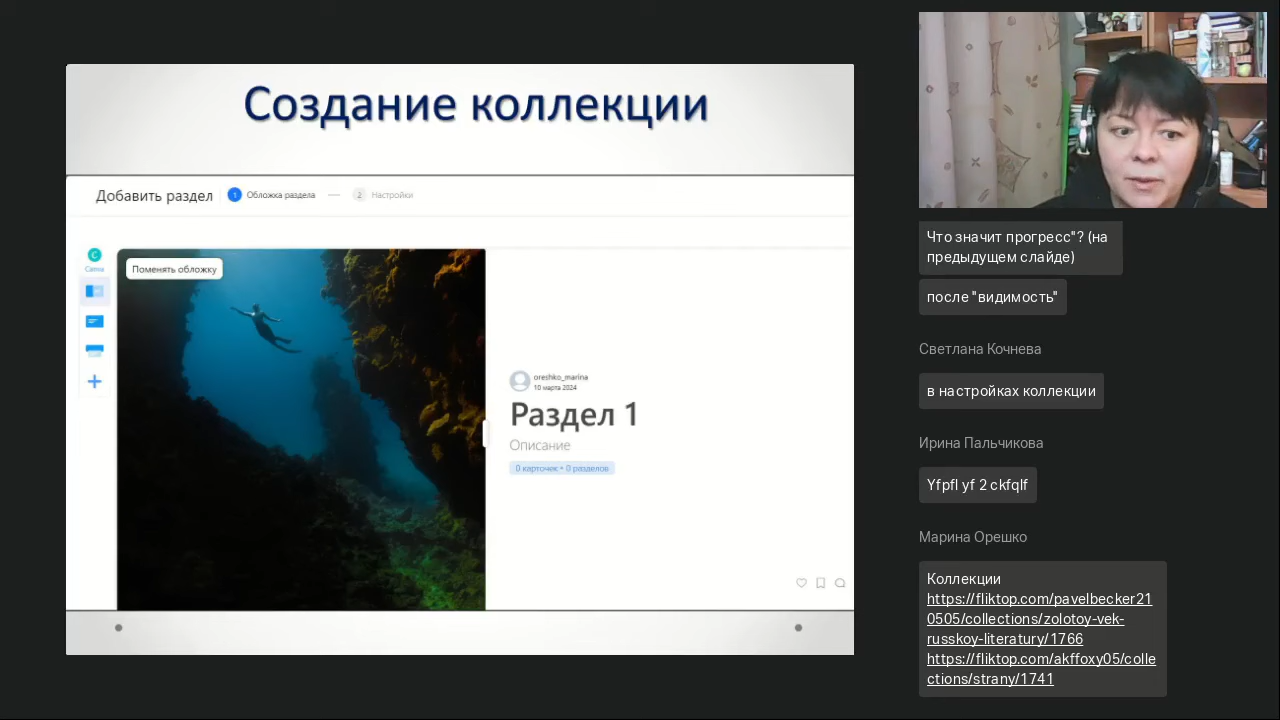 Создание коллекции
Добавить раздел
1 Обложка раздела — 2 Настройки
C
Canva
Поменять обложку
oreshko_marina
10 марта 2024
Раздел 1
Описание
0 карточек • 0 разделов
Что значит прогресс"? (на
предыдущем слайде)
после "видимость"
Светлана Кочнева
в настройках коллекции
Ирина Пальчикова
Yfpfl yf 2 ckfqlf
Марина Орешко
Коллекции
https://fliktop.com/pavelbecker21
0505/collections/zolotoy-vek-
russkoy-literatury/1766
https://fliktop.com/akffoxy05/colle
ctions/strany/1741